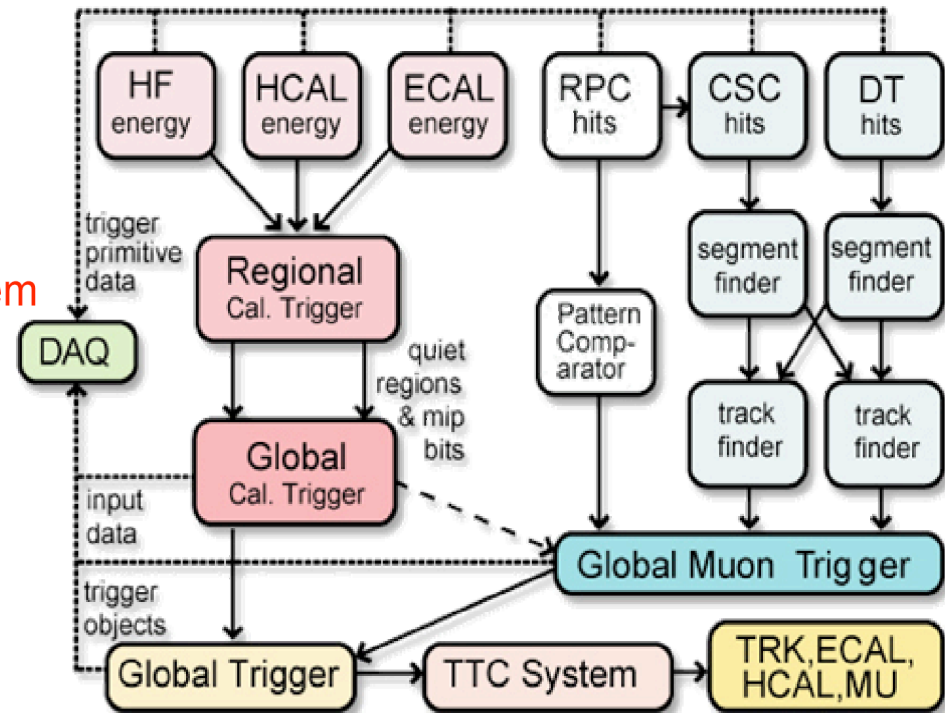 HF
energy
HCAL
energy
ECAL
energy
RPC
hits
CSC
hits
DT
hits
trigger
primitive
data
em
DAQ
Regional
Cal. Trigger
quiet
regions
& mip
bits
Pattern
Comp-
arator
segment
finder
segment
finder
track
finder
track
finder
Global
Cal. Trigger
input
data
trigger
objects
Global Muon Trigger
Global Trigger
TTC System
TRK,ECAL,
HCAL,MU